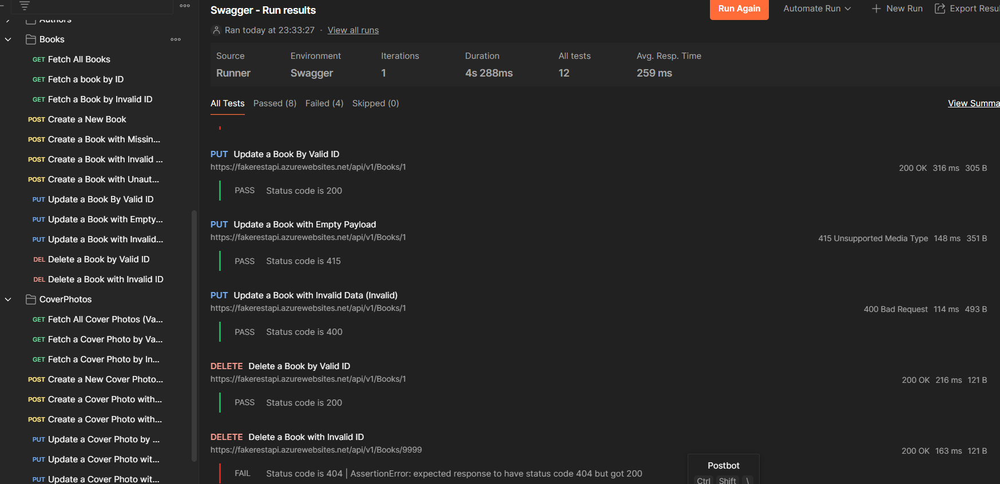 Authors
Books
GET Fetch All Books
GET Fetch a book by ID
GET Fetch a Book by Invalid ID
POST Create a New Book
POST Create a Book with Missin...
POST Create a Book with Invalid ...
POST Create a Book with Unaut...
PUT Update a Book By Valid ID
PUT Update a Book with Empty...
PUT Update a Book with Invalid...
DEL Delete a Book by Valid ID
DEL Delete a Book with Invalid ID
CoverPhotos
GET Fetch All Cover Photos (Va...
GET Fetch a Cover Photo by Va...
GET Fetch a Cover Photo by In...
POST Create a New Cover Photo...
POST Create a Cover Photo with...
POST Create a Cover Photo with...
PUT Update a Cover Photo by ...
PUT Update a Cover Photo wit...
PUT Update a Cover Photo wit...
Swagger - Run results
Run Again Automate Run New Run Export Resu
Ran today at 23:33:27 · View all runs
Source Environment Iterations Duration All tests Avg. Resp. Time
Runner Swagger 1 4s 288ms 12 259 ms
All Tests Passed (8) Failed (4) Skipped (0) View Summa
PUT Update a Book By Valid ID
https://fakerestapi.azurewebsites.net/api/v1/Books/1
200 OK 316 ms 305 B
PASS Status code is 200
PUT Update a Book with Empty Payload
https://fakerestapi.azurewebsites.net/api/v1/Books/1
415 Unsupported Media Type 148 ms 351 B
PASS Status code is 415
PUT Update a Book with Invalid Data (Invalid)
https://fakerestapi.azurewebsites.net/api/v1/Books/1
400 Bad Request 114 ms 493 B
PASS Status code is 400
DELETE Delete a Book by Valid ID
https://fakerestapi.azurewebsites.net/api/v1/Books/1
200 OK 216 ms 121 B
PASS Status code is 200
DELETE Delete a Book with Invalid ID
https://fakerestapi.azurewebsites.net/api/v1/Books/9999
200 OK 163 ms 121 B
FAIL Status code is 404 | AssertionError: expected response to have status code 404 but got 200
Postbot
Ctrl Shift \